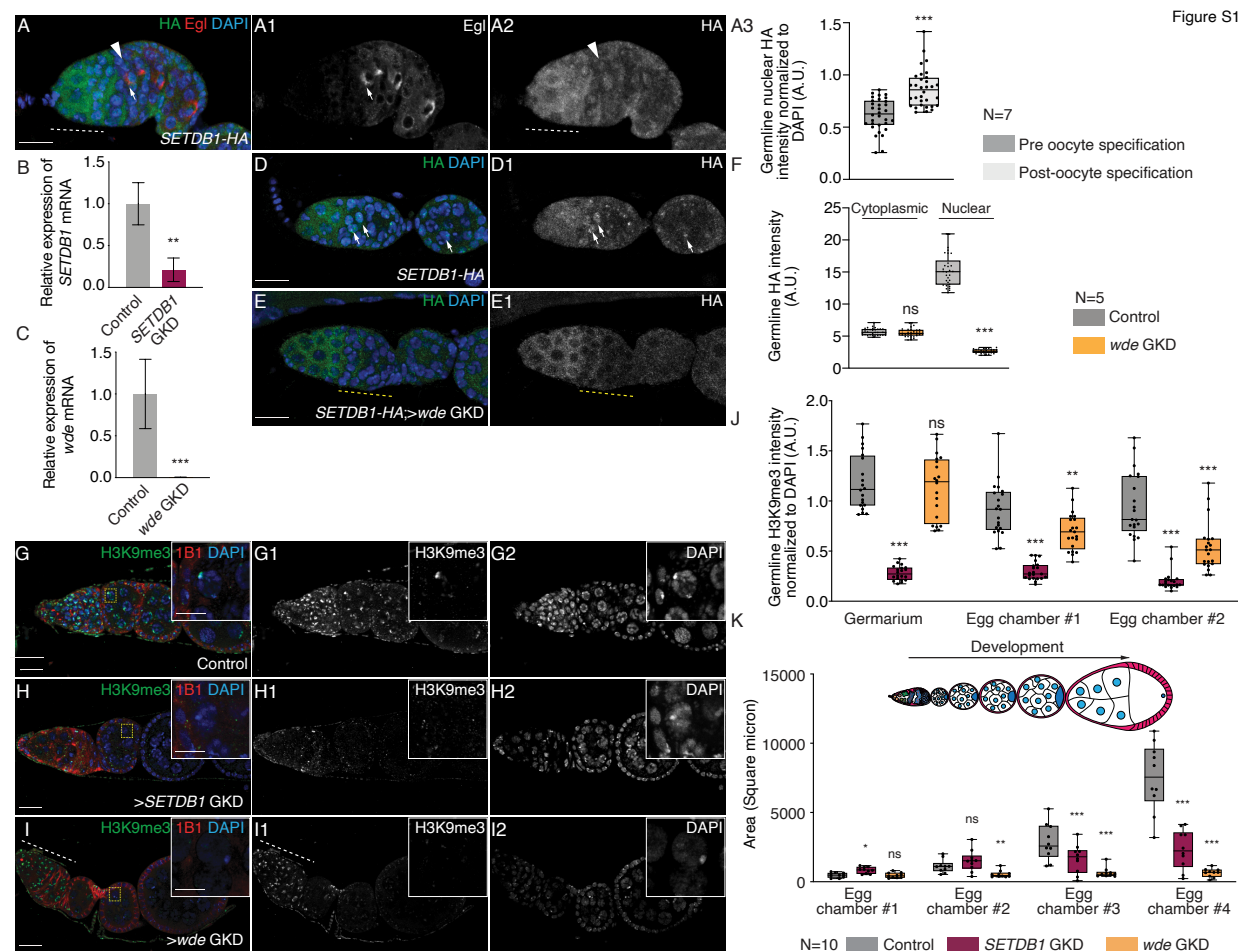 Figure S1
A
HA Egl DAPI
SETDB1-HA
A1
Egl
A2
HA
A3
Germline nuclear HA
intensity normalized to
DAPI (A.U.)
1.5
1.0
0.5
0.0
***
N=7
Pre oocyte specification
Post-oocyte specification
B
Relative expression of
SETDB1 mRNA
1.5
1.0
0.5
0.0
**
Control
SETDB1
GKD
C
Relative expression of
wde mRNA
1.5
1.0
0.5
0.0
***
Control
wde GKD
D
HA DAPI
SETDB1-HA
D1
HA
E
HA DAPI
SETDB1-HA;>wde GKD
E1
HA
F
Germline HA intensity
(A.U.)
Cytoplasmic
Nuclear
25
20
15
10
5
0
ns
***
N=5
Control
wde GKD
G
H3K9me3 1B1 DAPI
Control
G1
H3K9me3
G2
DAPI
H
H3K9me3 1B1 DAPI
>SETDB1 GKD
H1
H3K9me3
H2
DAPI
I
H3K9me3 1B1 DAPI
>wde GKD
I1
H3K9me3
I2
DAPI
J
Germline H3K9me3 intensity
normalized to DAPI (A.U.)
2.0
1.5
1.0
0.5
0.0
***
ns
***
**
***
***
Germarium
Egg chamber #1
Egg chamber #2
K
Development
Area (Square micron)
15000
10000
5000
0
*
ns
ns
**
***
***
***
***
Egg
chamber #1
Egg
chamber #2
Egg
chamber #3
Egg
chamber #4
N=10
Control
SETDB1 GKD
wde GKD